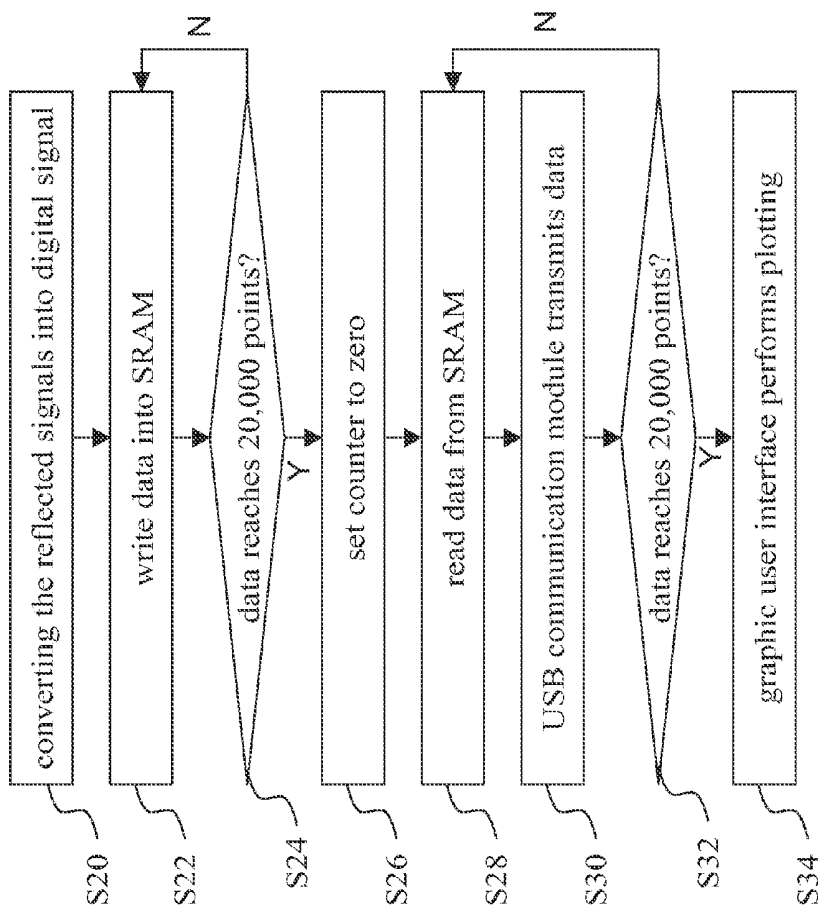 S20
converting the reflected signals into digital signal
S22
write data into SRAM
N
S24
data reaches 20,000 points?
Y
S26
set counter to zero
S28
read data from SRAM
N
S30
USB communication module transmits data
S32
data reaches 20,000 points?
Y
S34
graphic user interface performs plotting